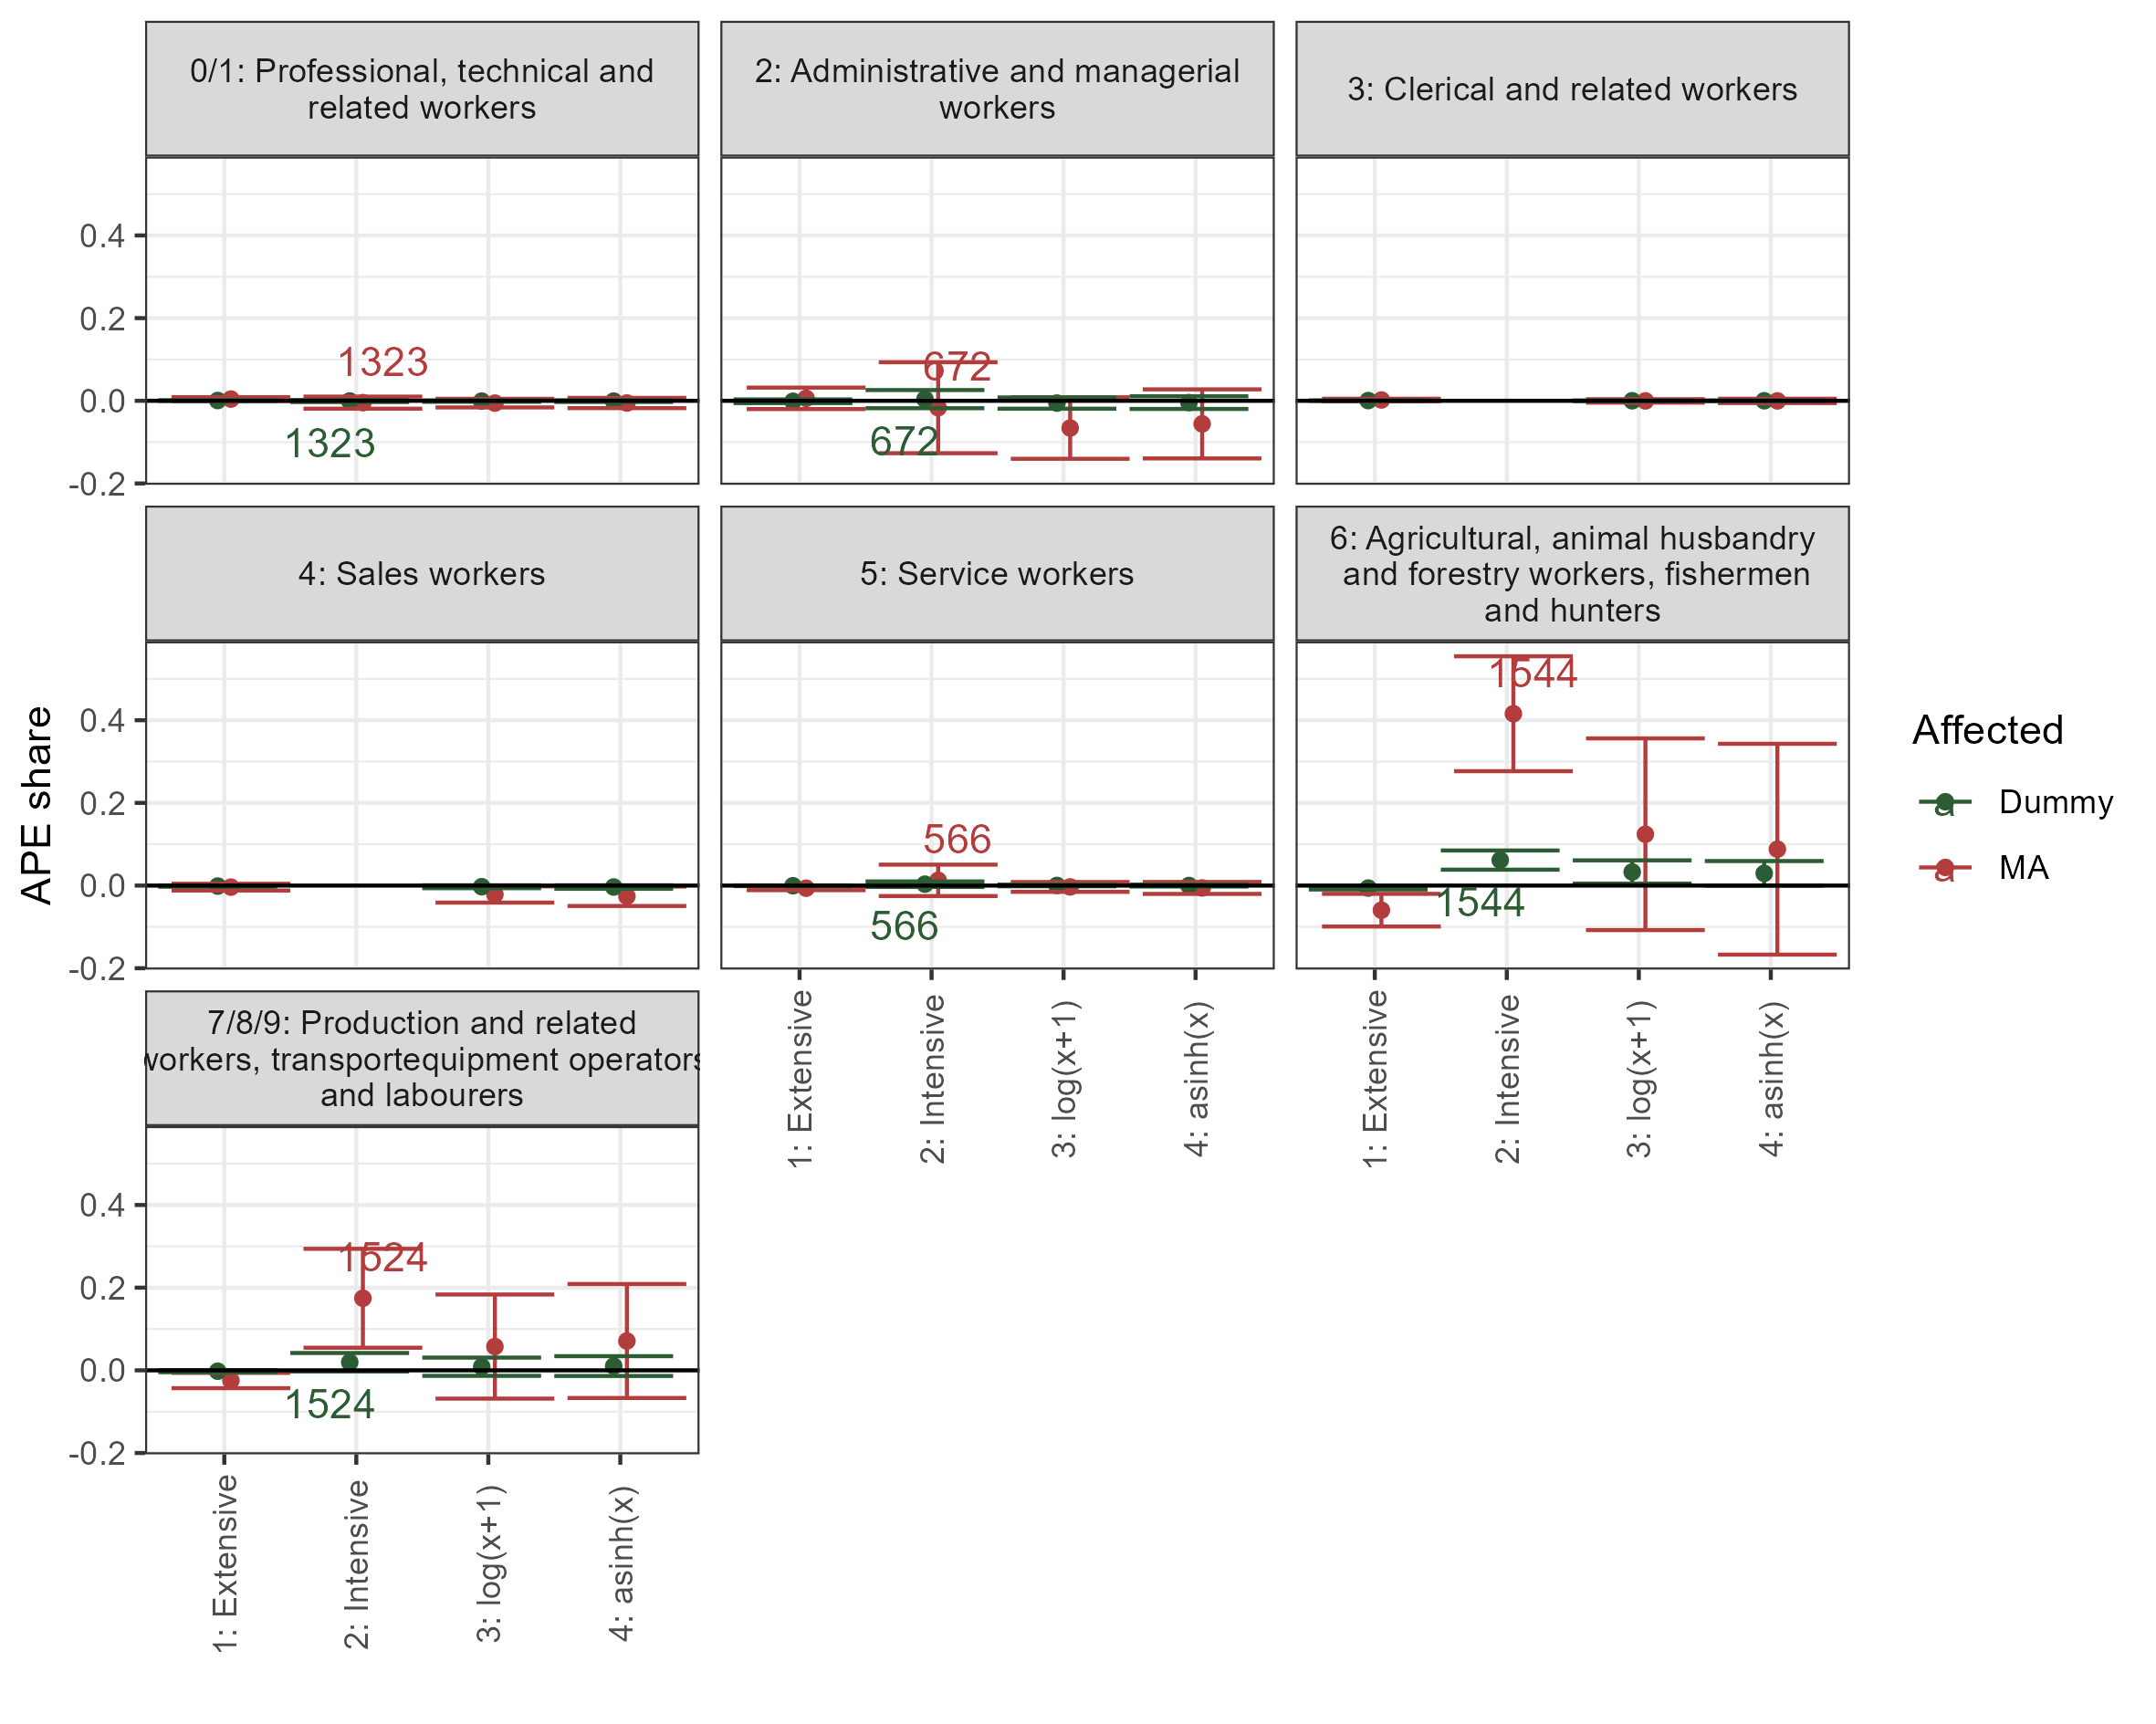 0/1: Professional, technical and
related workers
2: Administrative and managerial
workers
3: Clerical and related workers
0.4
0.2
0.0
-0.2
1323
1323
672
672
4: Sales workers
5: Service workers
6: Agricultural, animal husbandry
and forestry workers, fishermen
and hunters
APE share
0.4
0.2
0.0
-0.2
566
566
1544
1544
1: Extensive
2: Intensive
3: log(x+1)
4: asinh(x)
1: Extensive
2: Intensive
3: log(x+1)
4: asinh(x)
7/8/9: Production and related
workers, transportequipment operators
and labourers
0.4
0.2
0.0
-0.2
1524
1524
1: Extensive
2: Intensive
3: log(x+1)
4: asinh(x)
Affected
a Dummy
a MA